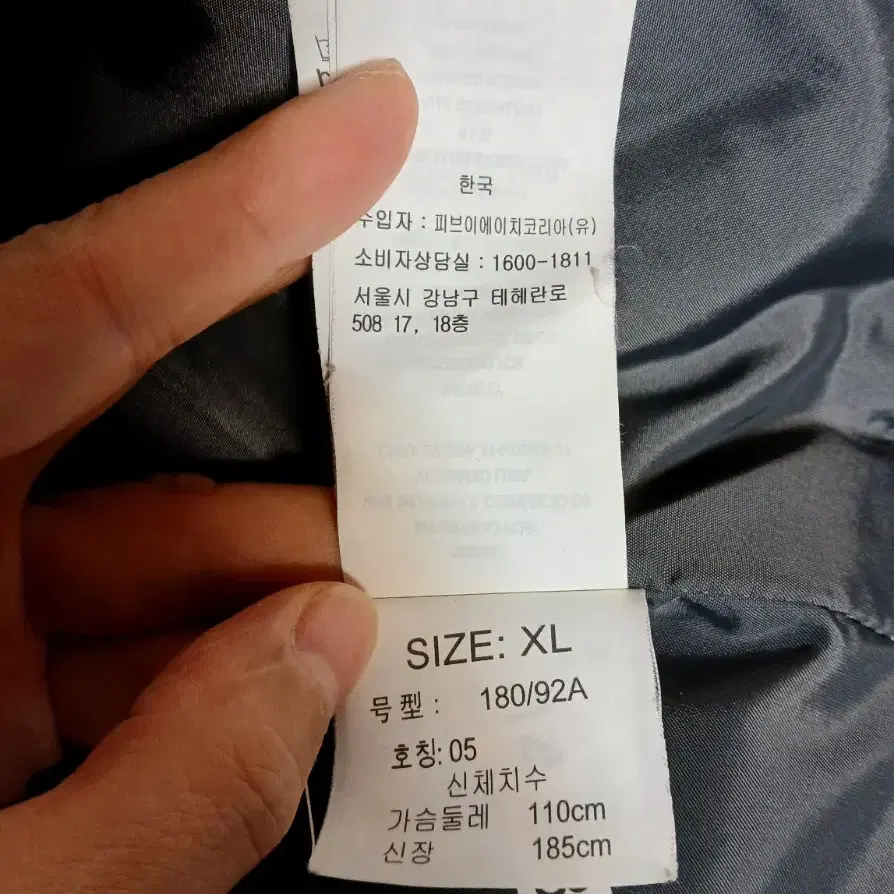 한국
수입자 : 피브이에이치코리아(유)
소비자상담실 : 1600-1811
서울시 강남구 테헤란로
508 17, 18층
SIZE: XL
号型 : 180/92A
호칭: 05
신체치수
가슴둘레 110cm
신장 185cm